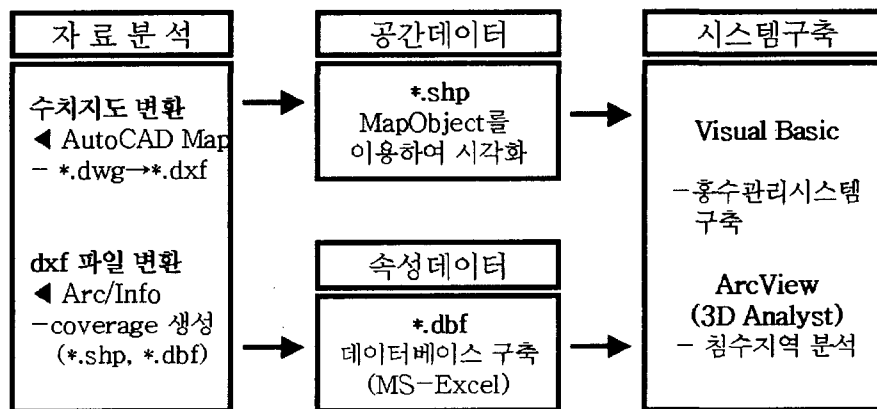 자 료 분 석
수치지도 변환
◀ AutoCAD Map
- *.dwg→*.dxf
dxf 파일 변환
◀ Arc/Info
-coverage 생성
(*.shp, *.dbf)
공간데이터
*.shp
MapObject를
이용하여 시각화
속성데이터
*.dbf
데이터베이스 구축
(MS-Excel)
시스템구축
Visual Basic
-홍수관리시스템
구축
ArcView
(3D Analyst)
- 침수지역 분석